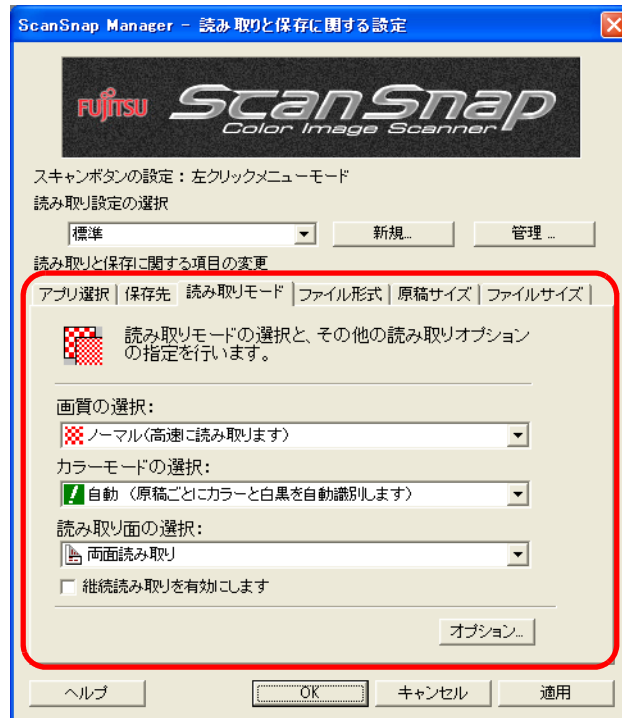 ScanSnap Manager - 読み取りと保存に関する設定
FUJITSU ScanSnap
Color Image Scanner
スキャンボタンの設定：左クリックメニューモード
読み取り設定の選択
標準 新規... 管理 ...
読み取りと保存に関する項目の変更
アプリ選択 保存先 読み取りモード ファイル形式 原稿サイズ ファイルサイズ
読み取りモードの選択と、その他の読み取りオプション
の指定を行います。
画質の選択：
ノーマル(高速に読み取ります)
カラーモードの選択：
自動 （原稿ごとにカラーと白黒を自動識別します）
読み取り面の選択：
両面読み取り
継続読み取りを有効にします
オプション...
ヘルプ OK キャンセル 適用